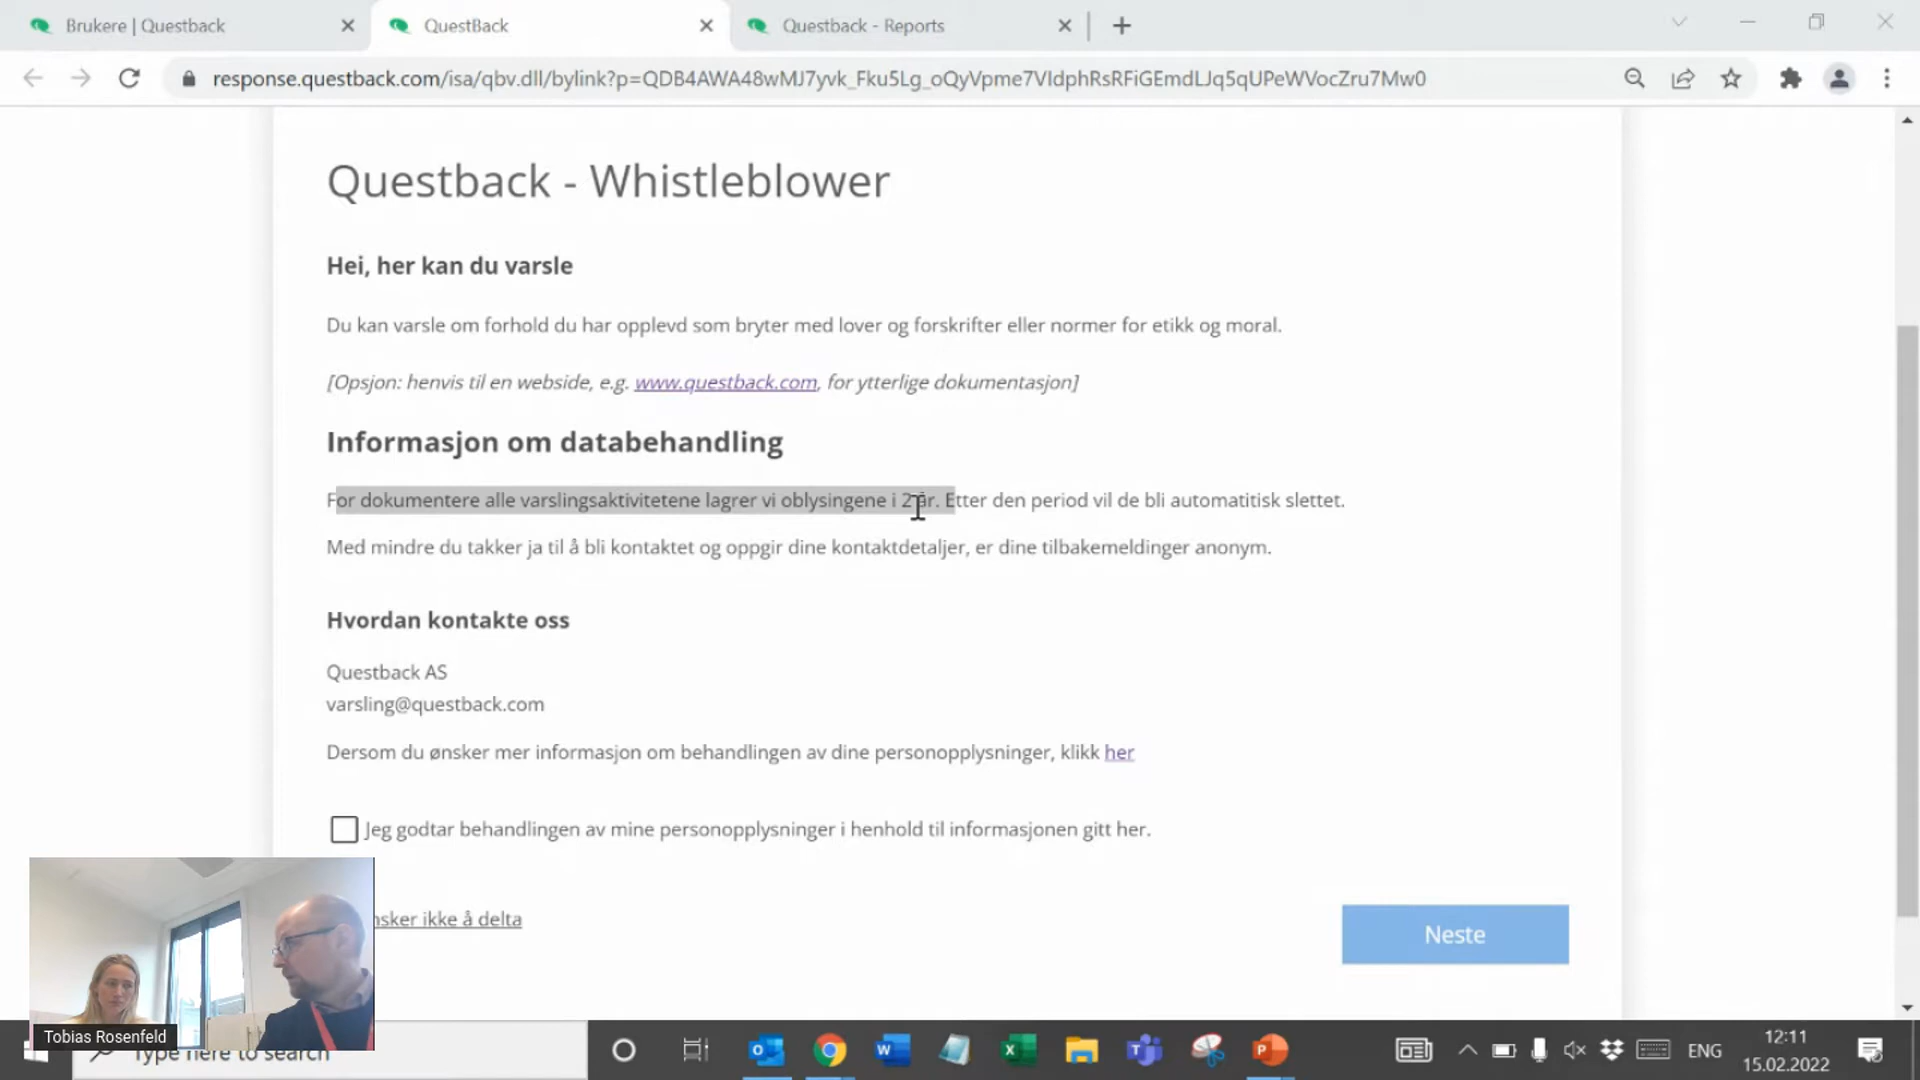 Brukere | Questback
QuestBack
Questback - Reports
response.questback.com/isa/qbv.dll/bylink?p=QDB4AWA48wMJ7yvk_Fku5Lg_oQyVpme7VIdphRsRFiGEmdLJq5qUPeWVocZru7Mw0
Questback - Whistleblower
Hei, her kan du varsle
Du kan varsle om forhold du har opplevd som bryter med lover og forskrifter eller normer for etikk og moral.
[Opsjon: henvis til en webside, e.g. www.questback.com, for ytterlige dokumentasjon]
Informasjon om databehandling
For dokumentere alle varslingsaktivitetene lagrer vi oblysingene i 2 år. Etter den period vil de bli automatitisk slettet.
Med mindre du takker ja til å bli kontaktet og oppgir dine kontaktdetaljer, er dine tilbakemeldinger anonym.
Hvordan kontakte oss
Questback AS
varsling@questback.com
Dersom du ønsker mer informasjon om behandlingen av dine personopplysninger, klikk her
Jeg godtar behandlingen av mine personopplysninger i henhold til informasjonen gitt her.
ikke å delta
Neste
Tobias Rosenfeld
Type here to search
ENG
12:11
15.02.2022